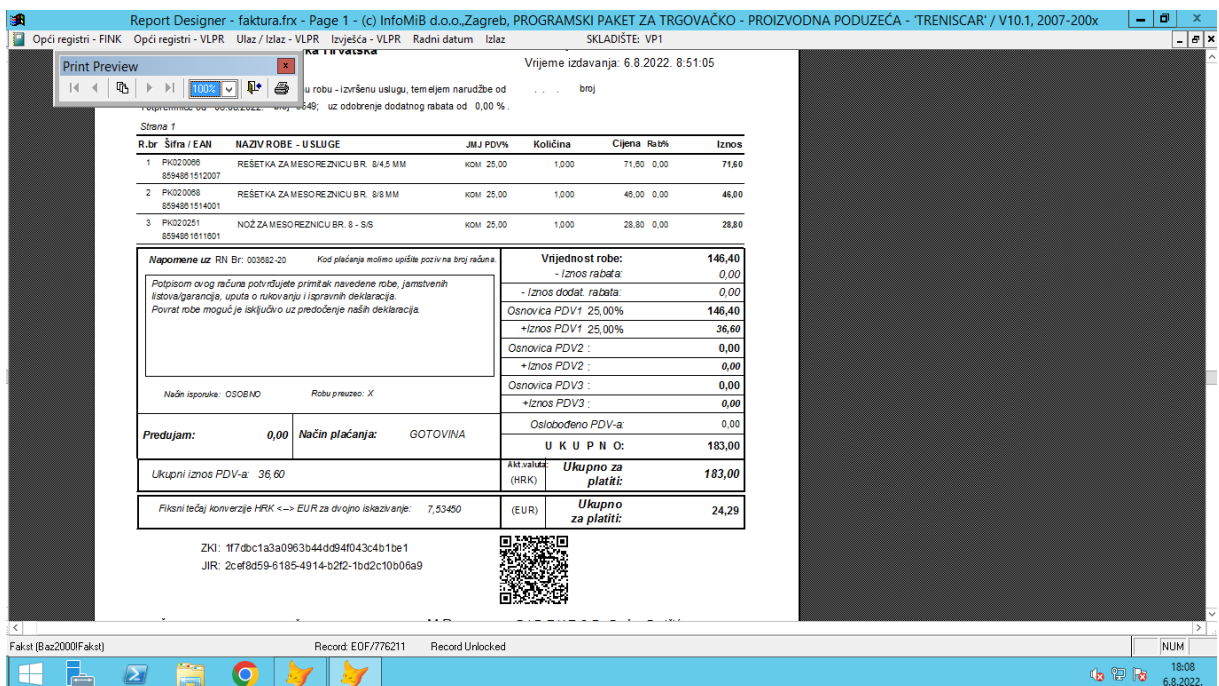 Report Designer - faktura.frx - Page 1 - (c) InfoMiB d.o.o.,Zagreb, PROGRAMSKI PAKET ZA TRGOVAČKO - PROIZVODNA PODUZEĆA - 'TRENISCAR' / V10.1, 2007-200x
Opći registri - FINK Opći registri - VLPR Ulaz / Izlaz - VLPR Izvješća - VLPR Radni datum Izlaz SKLADIŠTE: VP1
Print Preview
100%
Vrijeme izdavanja: 6.8.2022. 8:51:05
robu - izvršenu uslugu, temeljem narudžbe od . . . broj
uz odobrenje dodatnog rabata od 0,00 % .
Strana 1
R.br Šifra / EAN NAZIV ROBE - USLUGE JMJ PDV% Količina Cijena Rab% Iznos
1 PK020066 REŠETKA ZA MESOREZNICU BR. 8/4,5 MM KOM 25,00 1,000 71,60 0,00 71,60
8594861512007
2 PK020068 REŠETKA ZA MESOREZNICU BR. 8/8 MM KOM 25,00 1,000 46,00 0,00 46,00
8594861514001
3 PK020251 NOŽ ZA MESOREZNICU BR. 8 - S/S KOM 25,00 1,000 28,80 0,00 28,80
8594861611601
Napomene uz RN Br: 003682-20 Kod plaćanja molimo upišite poziv na broj računa.
Potpisom ovog računa potvrđujete primitak navedene robe, jamstvenih
listova/garancija, uputa o rukovanju i ispravnih deklaracija.
Povrat robe moguć je isključivo uz predočenje naših deklaracija.
Način isporuke: OSOBNO Robu preuzeo: X
Predujam: 0,00 Način plaćanja: GOTOVINA
Vrijednost robe: 146,40
- Iznos rabata: 0,00
- Iznos dodat. rabata: 0,00
Osnovica PDV1 25,00% 146,40
+Iznos PDV1 25,00% 36,60
Osnovica PDV2 : 0,00
+Iznos PDV2 : 0,00
Osnovica PDV3 : 0,00
+Iznos PDV3 : 0,00
Oslobođeno PDV-a: 0,00
U K U P N O: 183,00
Ukupni iznos PDV-a: 36,60
Akt.valuta: (HRK) Ukupno za platiti: 183,00
Fiksni tečaj konverzije HRK <--> EUR za dvojno iskazivanje: 7,53450
(EUR) Ukupno za platiti: 24,29
ZKI: 1f7dbc1a3a0963b44dd94f043c4b1be1
JIR: 2cef8d59-6185-4914-b2f2-1bd2c10b06a9
Fakst (Baz2000!Fakst) Record: EOF/776211 Record Unlocked NUM
18:08
6.8.2022.